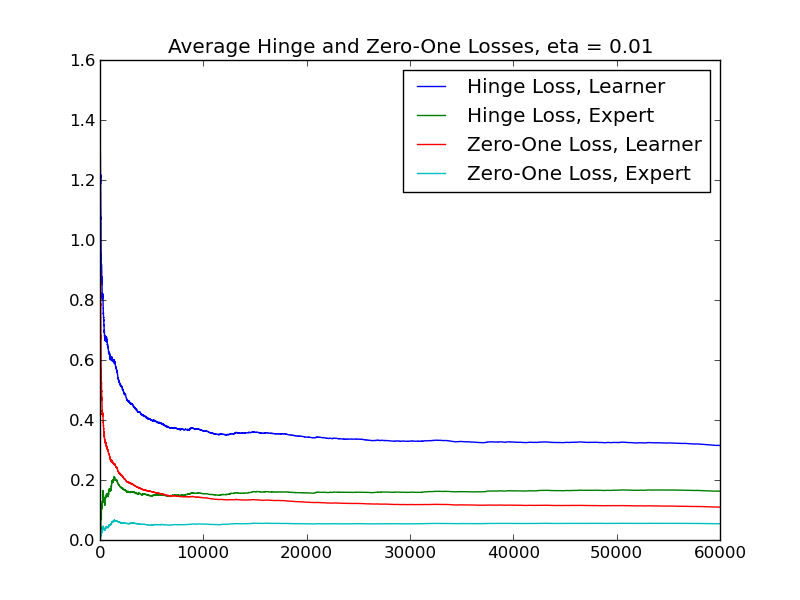 Average Hinge and Zero-One Losses, eta = 0.01
1.6
1.4
1.2
1.0
0.8
0.6
0.4
0.2
0.0
Hinge Loss, Learner
Hinge Loss, Expert
Zero-One Loss, Learner
Zero-One Loss, Expert
0 10000 20000 30000 40000 50000 60000